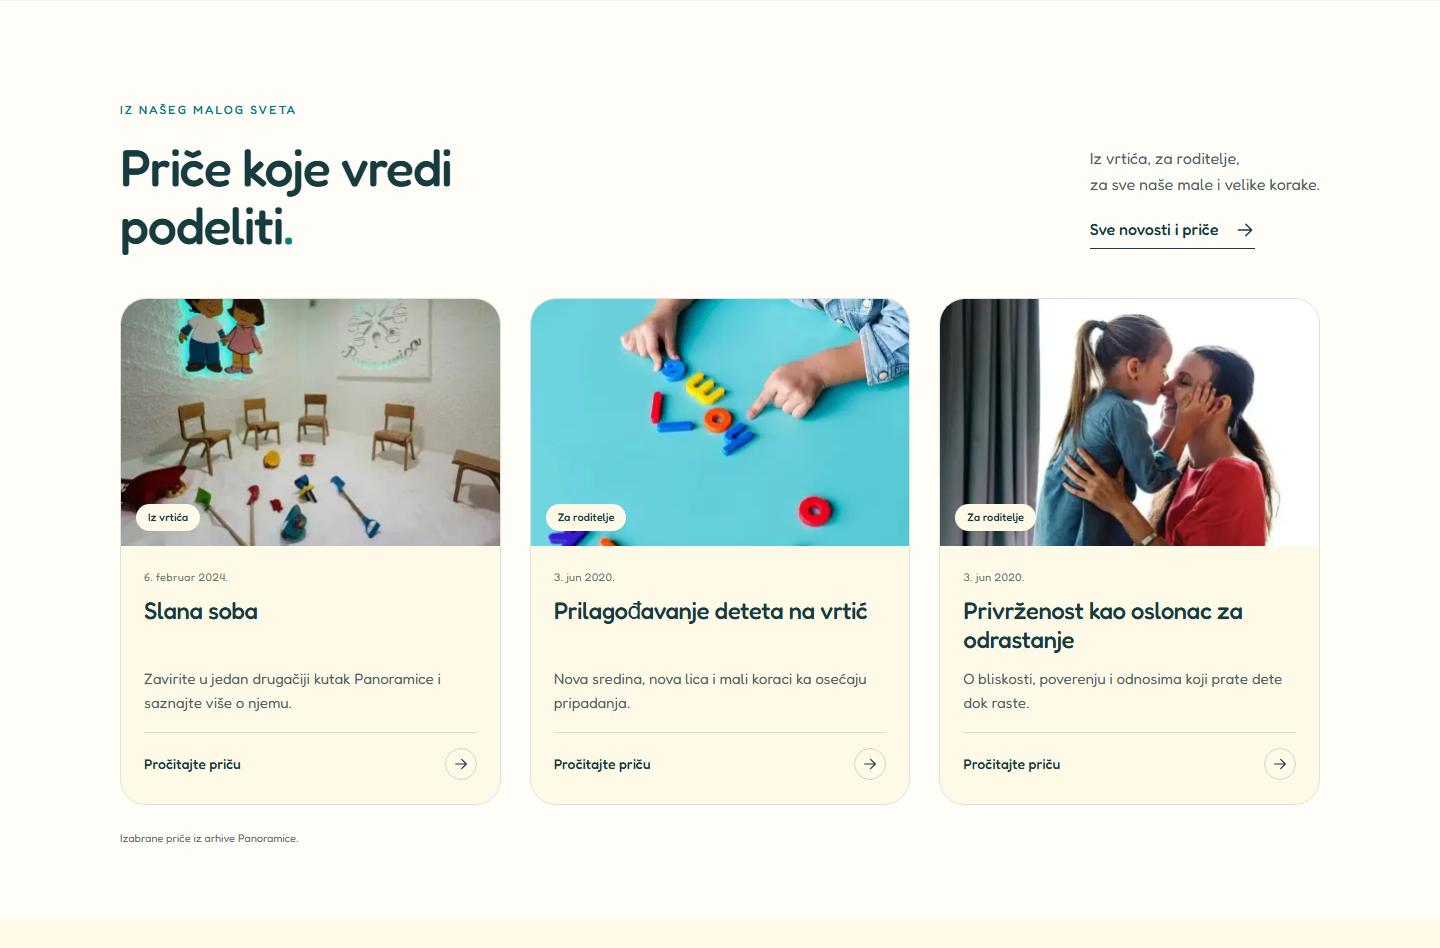 IZ NAŠEG MALOG SVETA
Priče koje vredi
podeliti.
Iz vrtića, za roditelje,
za sve naše male i velike korake.
Sve novosti i priče
Iz vrtića
6. februar 2024.
Slana soba
Zavirite u jedan drugačiji kutak Panoramice i
saznajte više o njemu.
Pročitajte priču
Za roditelje
3. jun 2020.
Prilagođavanje deteta na vrtić
Nova sredina, nova lica i mali koraci ka osećaju
pripadanja.
Pročitajte priču
Za roditelje
3. jun 2020.
Privrženost kao oslonac za
odrastanje
O bliskosti, poverenju i odnosima koji prate dete
dok raste.
Pročitajte priču
Izabrane priče iz arhive Panoramice.